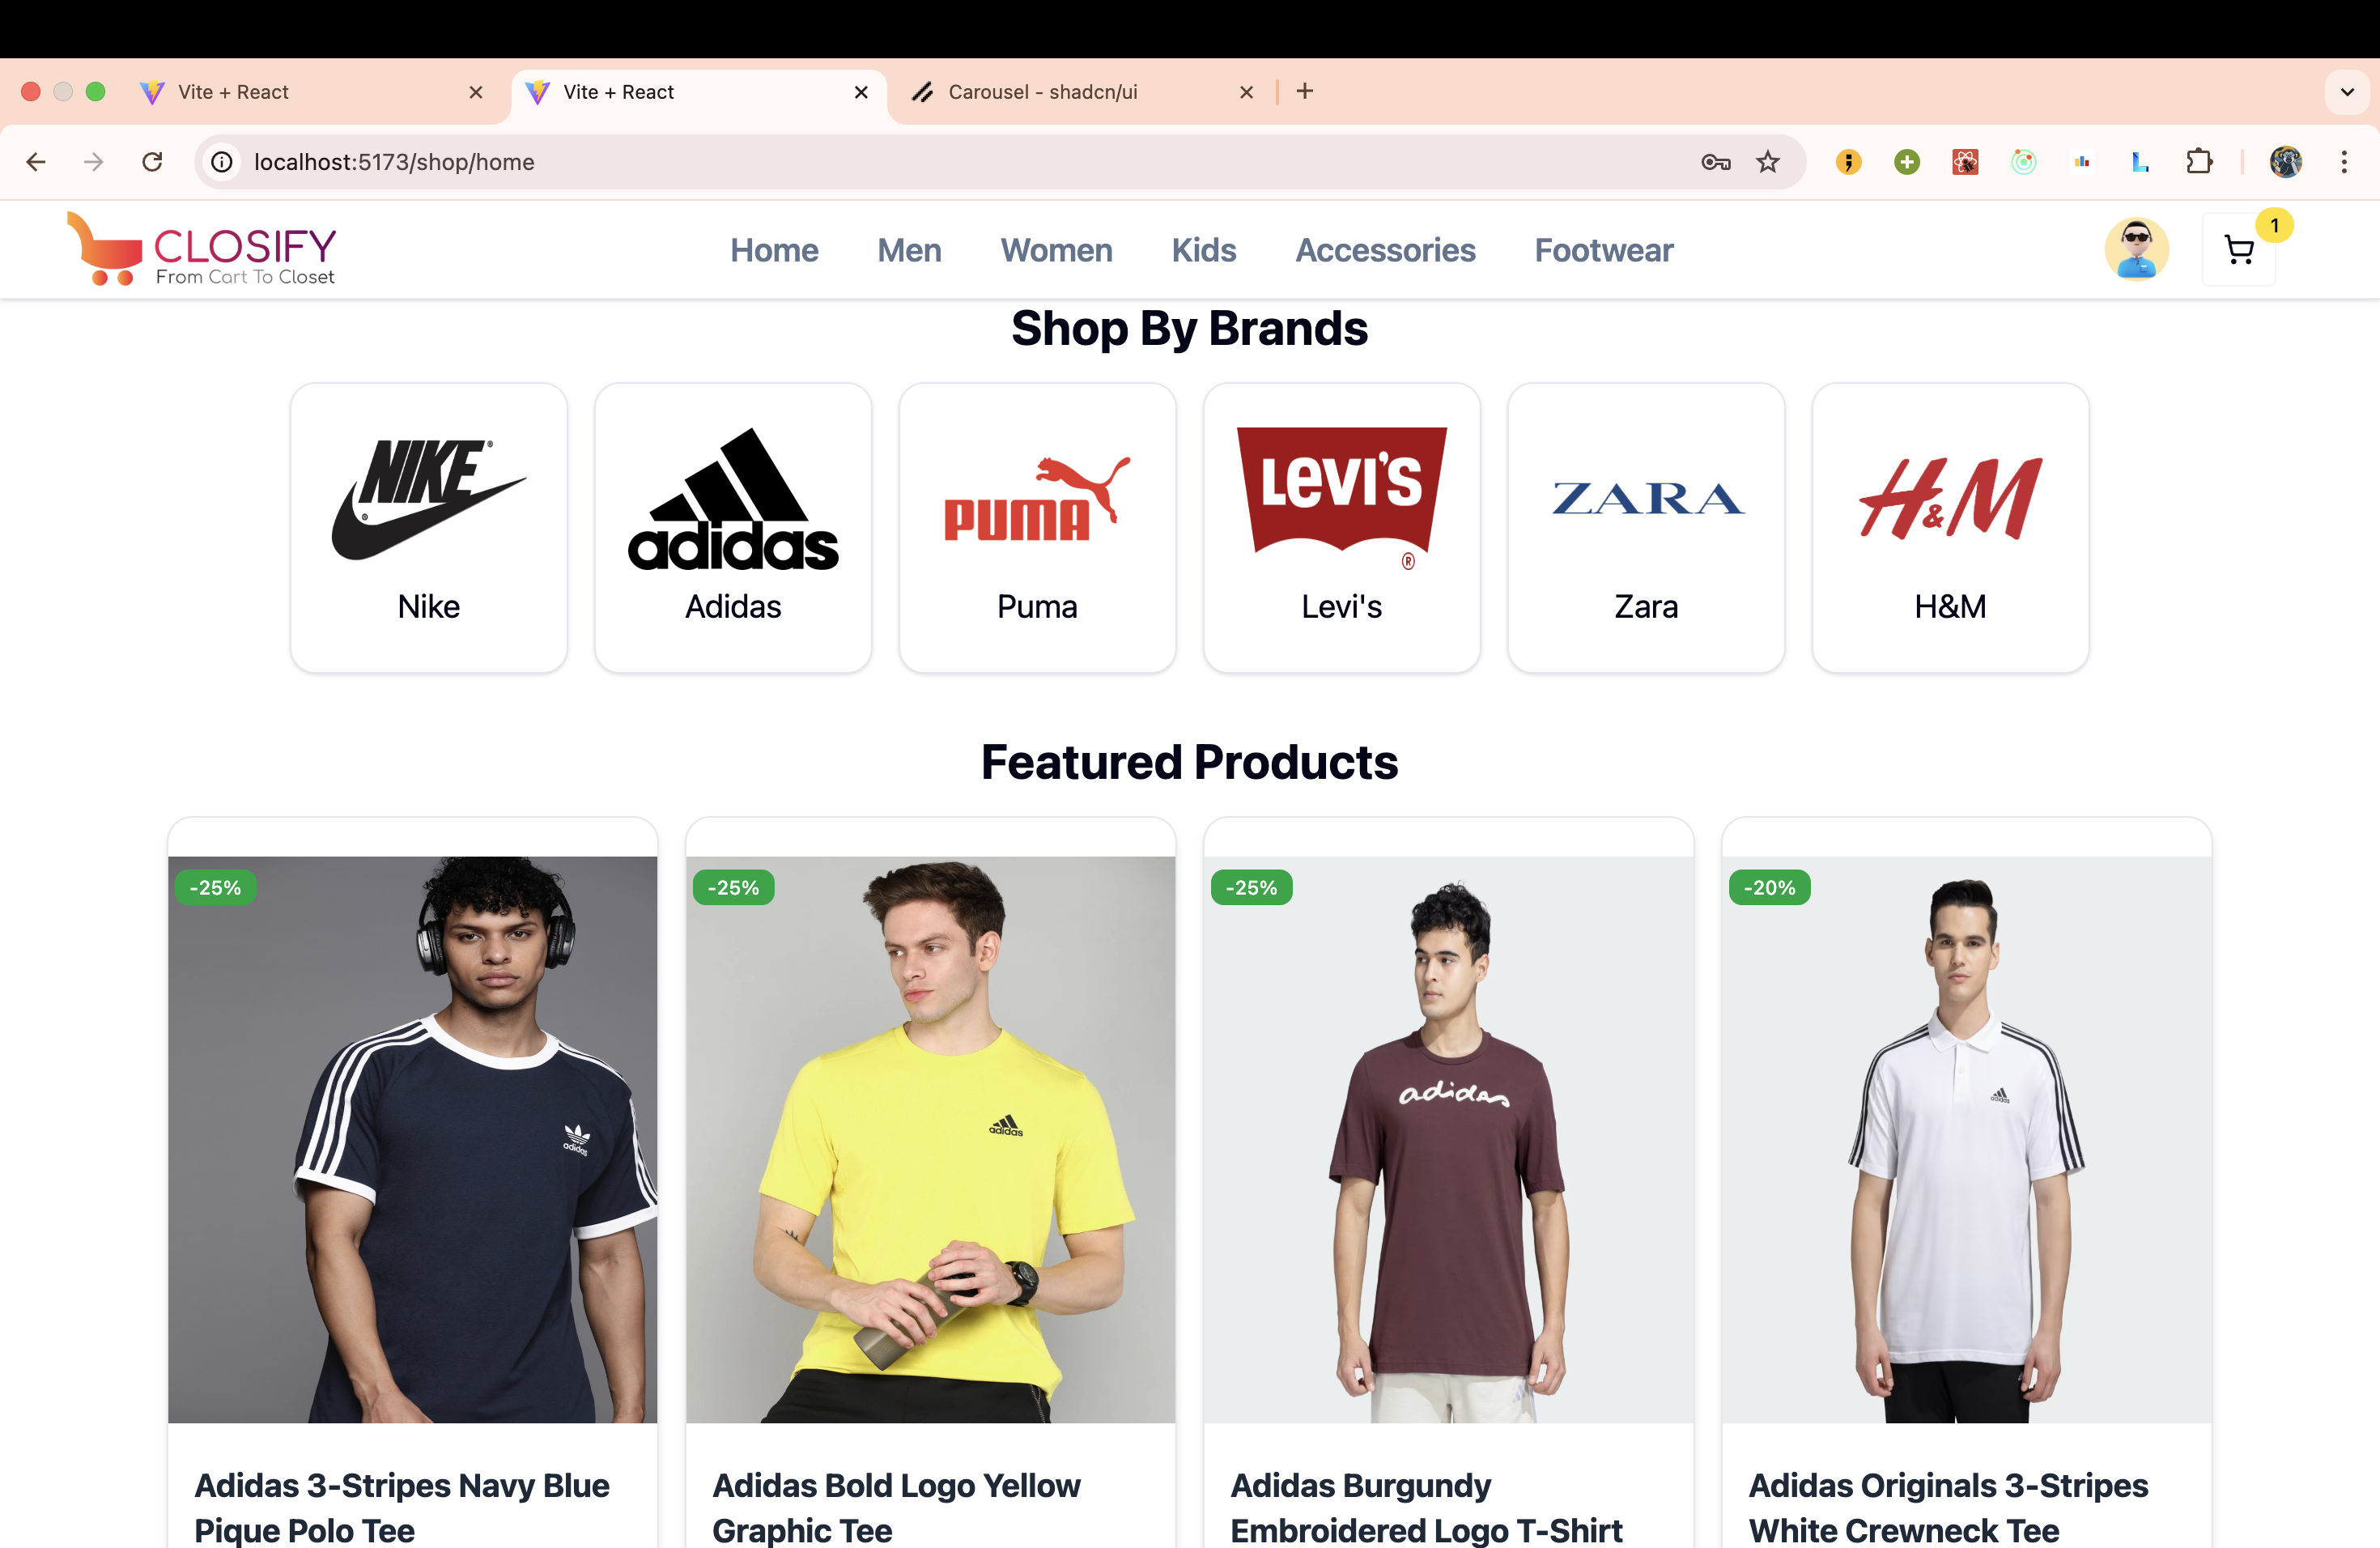 Vite + React
Vite + React
Carousel - shadcn/ui
localhost:5173/shop/home
CLOSIFY
From Cart To Closet
Home Men Women Kids Accessories Footwear
1
Shop By Brands
NIKE adidas PUMA LEVI'S ® ZARA H&M
Nike Adidas Puma Levi's Zara H&M
Featured Products
-25% -25% -25% -20%
adidas adidas adidas adidas
Adidas 3-Stripes Navy Blue
Pique Polo Tee
Adidas Bold Logo Yellow
Graphic Tee
Adidas Burgundy
Embroidered Logo T-Shirt
Adidas Originals 3-Stripes
White Crewneck Tee